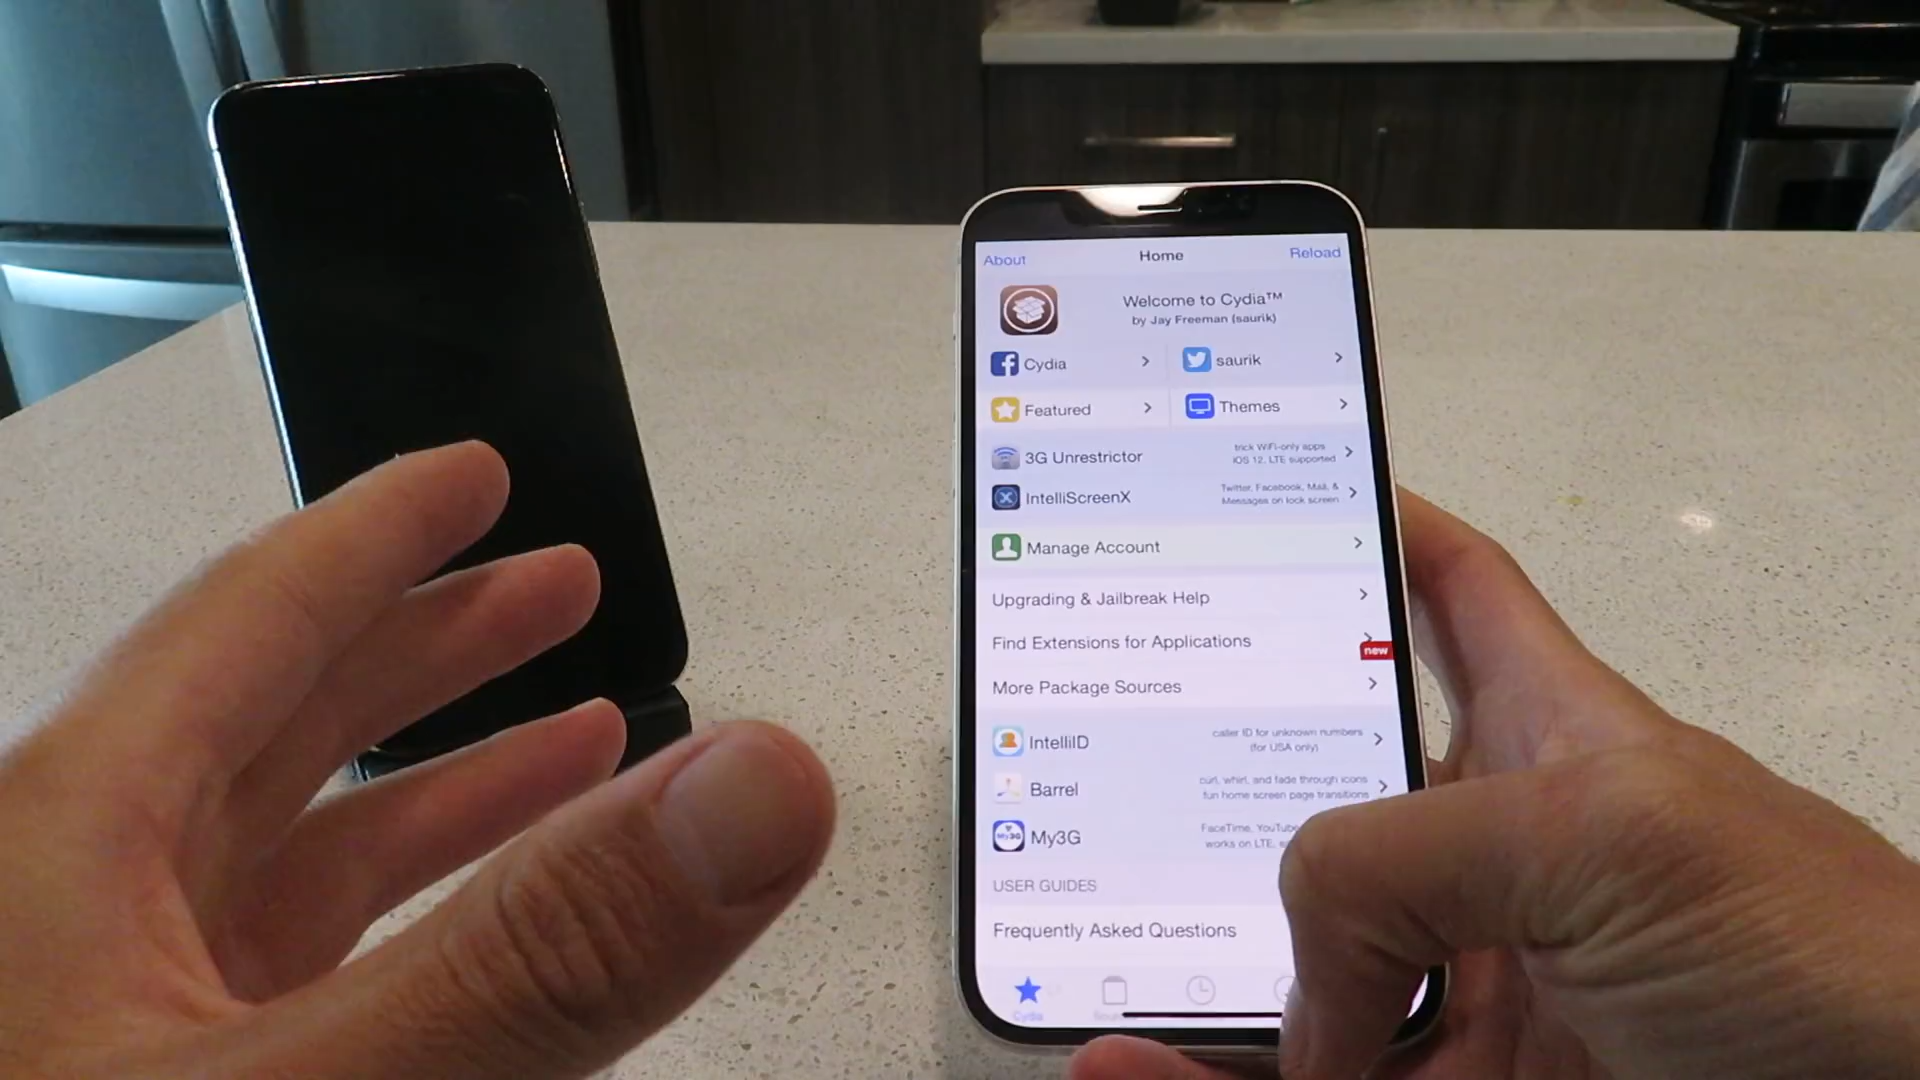 About
Home
Reload
Welcome to Cydia™
by Jay Freeman (saurik)
Cydia
saurik
Featured
Themes
3G Unrestrictor
trick WiFi-only apps
iOS 12, LTE supported
IntelliScreenX
Twitter, Facebook, Mail, &
Messages on lock screen
Manage Account
Upgrading & Jailbreak Help
Find Extensions for Applications
new
More Package Sources
IntelliID
caller ID for unknown numbers
(for USA only)
Barrel
curl, whirl, and fade through icons
fun home screen page transitions
My3G
My3G
FaceTime, YouTube
works on LTE,
USER GUIDES
Frequently Asked Questions
Cydia